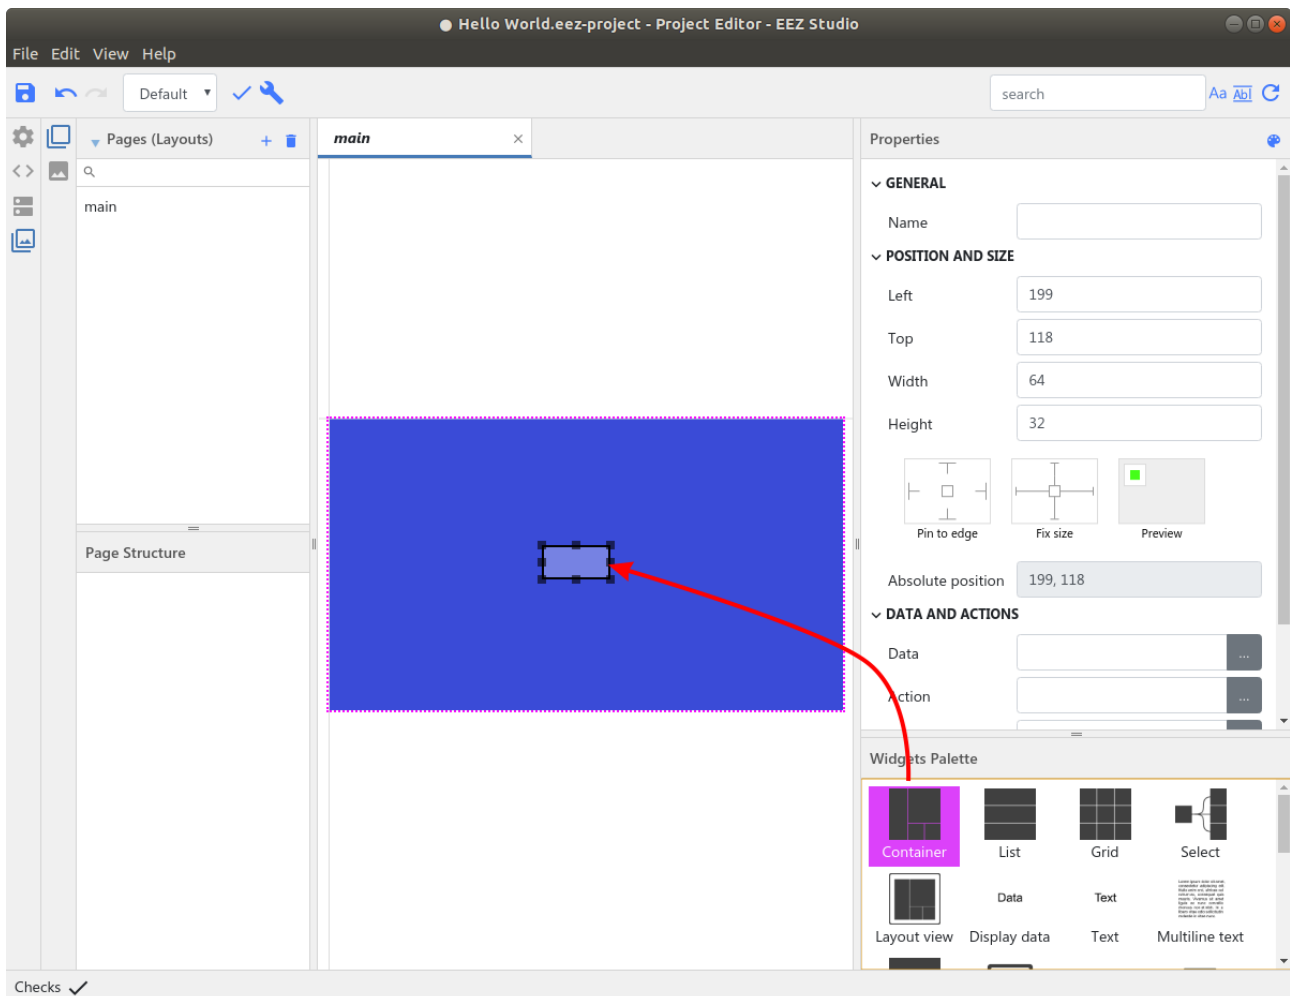 ● Hello World.eez-project - Project Editor - EEZ Studio
File Edit View Help
Default
search
Aa Ab|
Pages (Layouts)
main
Properties
main
GENERAL
Name
POSITION AND SIZE
Left 199
Top 118
Width 64
Height 32
Pin to edge Fix size Preview
Page Structure
Absolute position 199, 118
DATA AND ACTIONS
Data ...
Action ...
Widgets Palette
Container List Grid Select
Data Text
Layout view Display data Text Multiline text
Checks